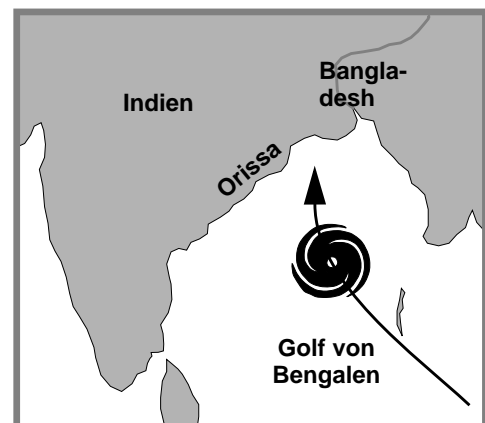 Indien
Bangla-
desh
Orissa
Golf von
Bengalen